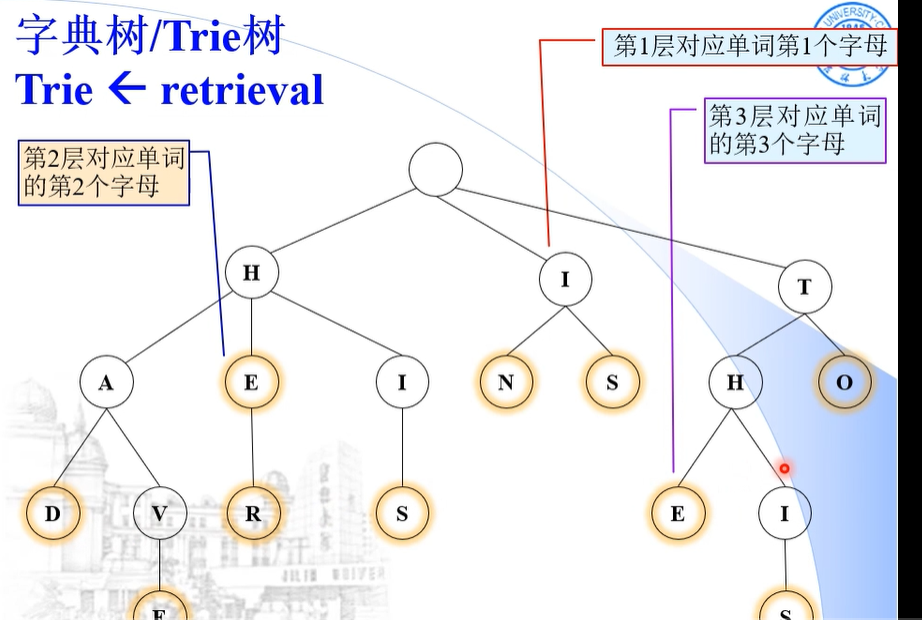 字典树/Trie树
Trie ← retrieval
第1层对应单词第1个字母
第3层对应单词
的第3个字母
第2层对应单词
的第2个字母
H
I
T
A
E
I
N
S
H
O
D
V
R
S
E
I
E
S